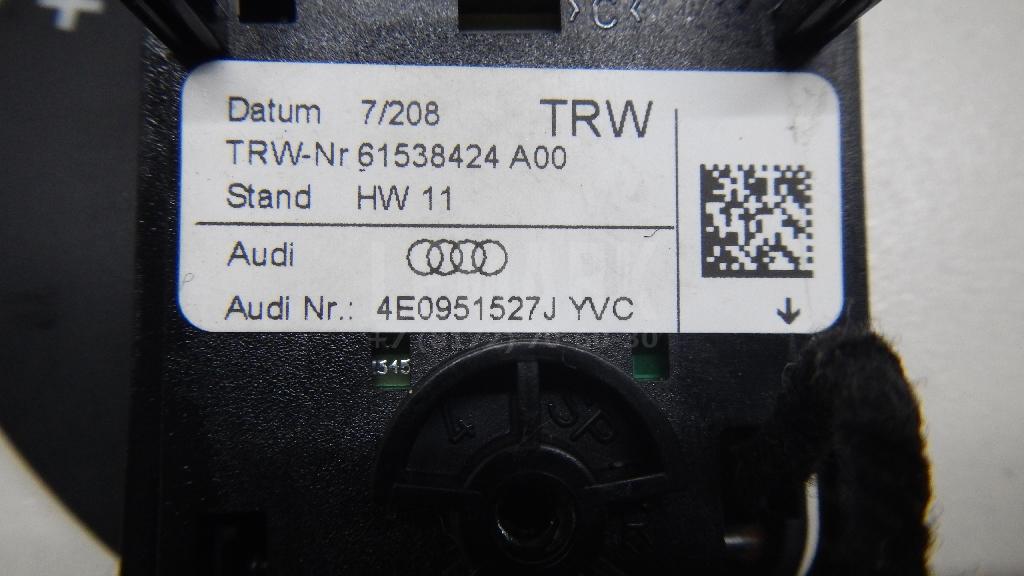 >C<
Datum 7/208 TRW
TRW-Nr 61538424 A00
Stand HW 11
Audi
Audi Nr.: 4E0951527J YVC